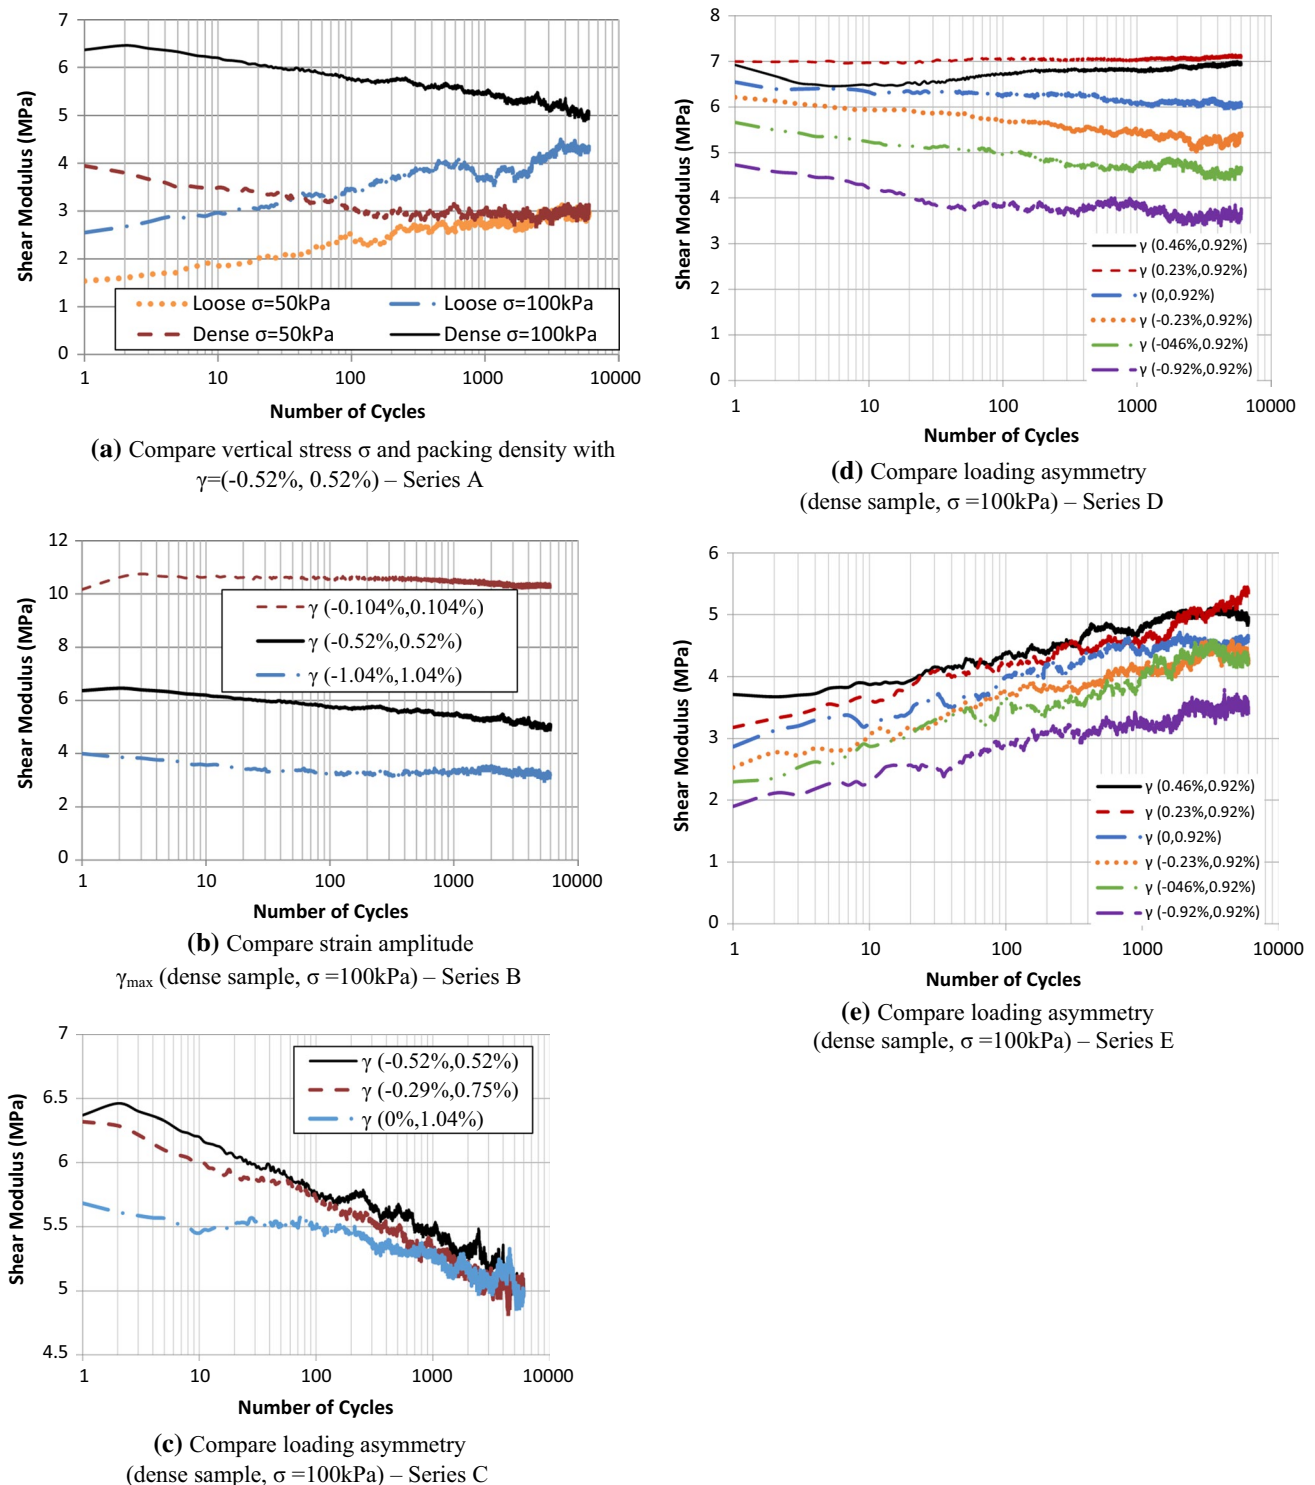 7
6
5
4
3
2
1
0
Shear Modulus (MPa)
Loose σ=50kPa
Loose σ=100kPa
Dense σ=50kPa
Dense σ=100kPa
1 10 100 1000 10000
Number of Cycles
(a) Compare vertical stress σ and packing density with
γ=(-0.52%, 0.52%) – Series A
12
10
8
6
4
2
0
Shear Modulus (MPa)
γ (-0.104%,0.104%)
γ (-0.52%,0.52%)
γ (-1.04%,1.04%)
1 10 100 1000 10000
Number of Cycles
(b) Compare strain amplitude
γmax (dense sample, σ =100kPa) – Series B
7
6.5
6
5.5
5
4.5
Shear Modulus (MPa)
γ (-0.52%,0.52%)
γ (-0.29%,0.75%)
γ (0%,1.04%)
1 10 100 1000 10000
Number of Cycles
(c) Compare loading asymmetry
(dense sample, σ =100kPa) – Series C
8
7
6
5
4
3
2
7
0
Shear Modulus (MPa)
γ (0.46%,0.92%)
γ (0.23%,0.92%)
γ (0,0.92%)
γ (-0.23%,0.92%)
γ (-046%,0.92%)
γ (-0.92%,0.92%)
1 10 100 1000 10000
Number of Cycles
(d) Compare loading asymmetry
(dense sample, σ =100kPa) – Series D
6
5
4
3
2
1
0
Shear Modulus (MPa)
γ (0.46%,0.92%)
γ (0.23%,0.92%)
γ (0,0.92%)
γ (-0.23%,0.92%)
γ (-046%,0.92%)
γ (-0.92%,0.92%)
1 10 100 1000 10000
Number of Cycles
(e) Compare loading asymmetry
(dense sample, σ =100kPa) – Series E